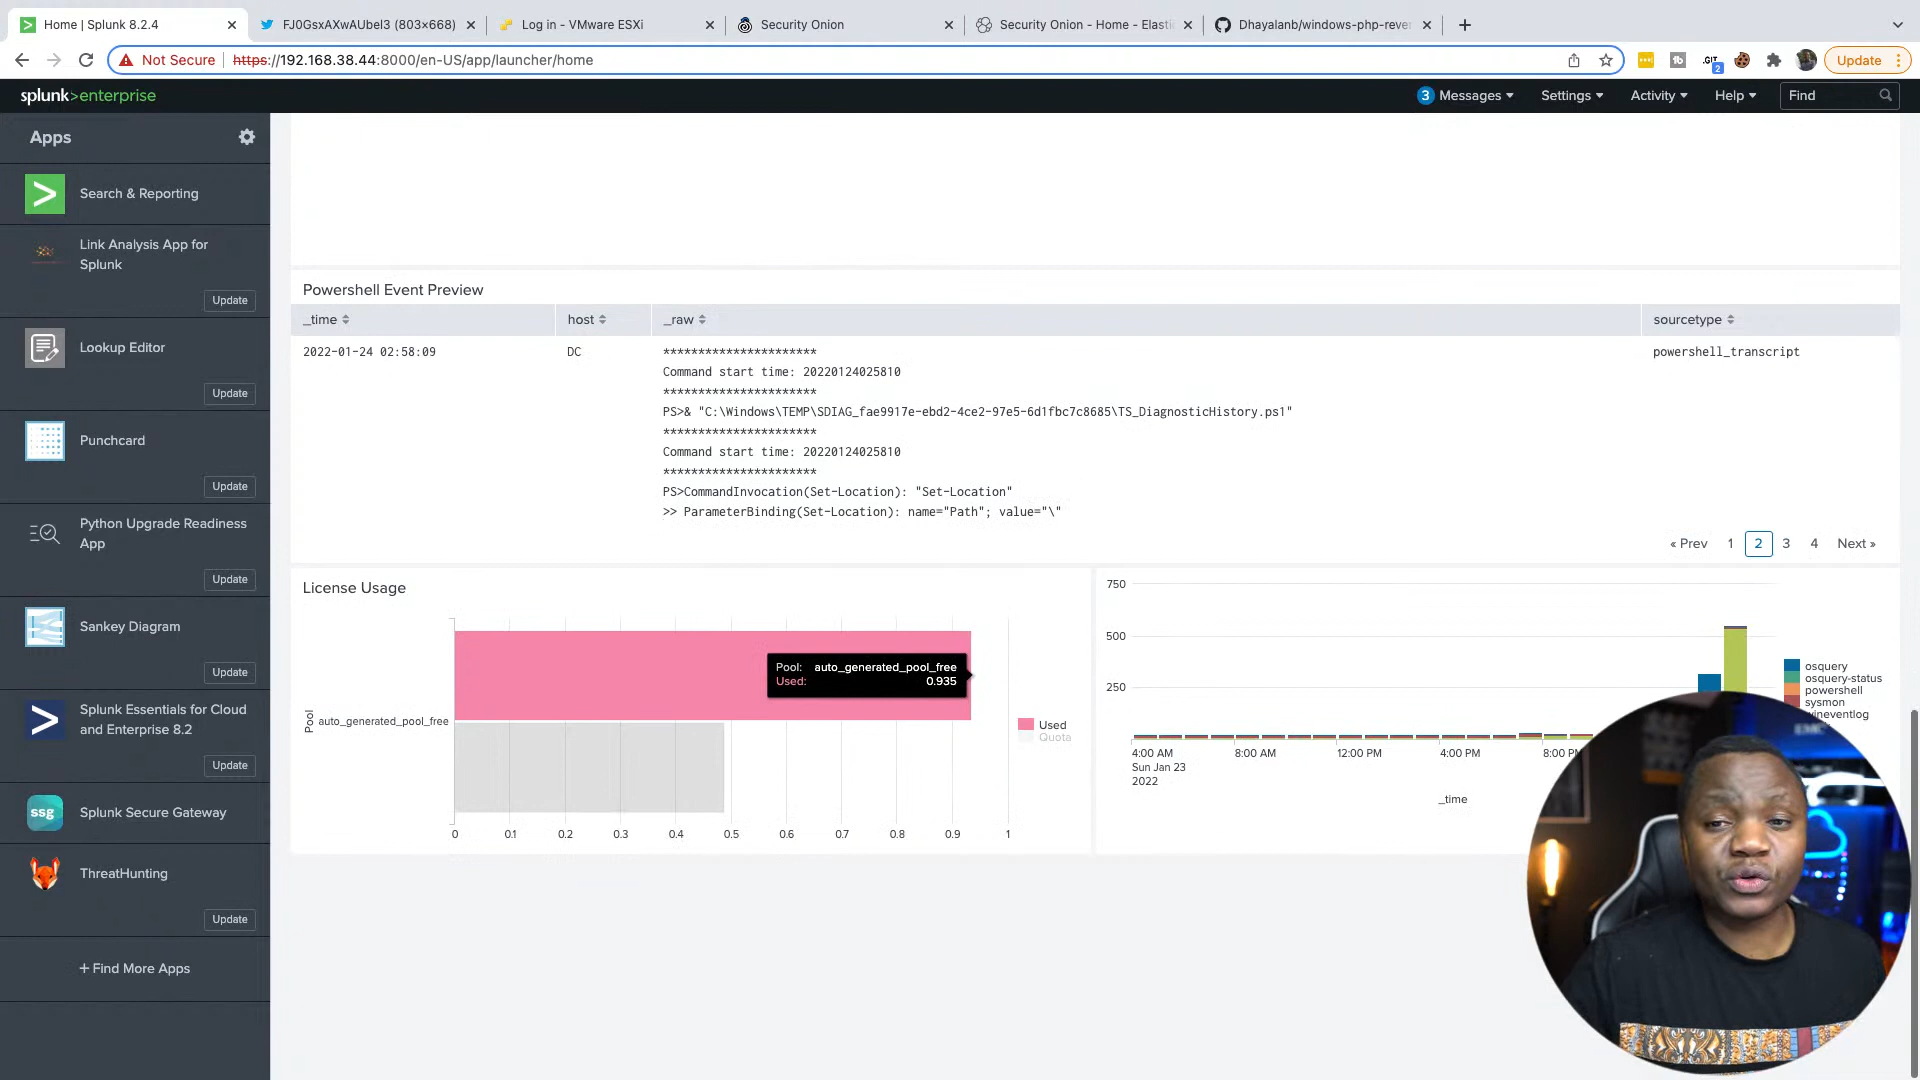 Home | Splunk 8.2.4
FJ0GsxAXwAUbel3 (803×668)
Log in - VMware ESXi
Security Onion
Security Onion - Home - Elasti
Dhayalanb/windows-php-rever
Not Secure
https://192.168.38.44:8000/en-US/app/launcher/home
.GIT
2
Update
splunk>enterprise
3 Messages
Settings
Activity
Help
Find
Apps
Search & Reporting
Link Analysis App for
Splunk
Update
Lookup Editor
Update
Punchcard
Update
Python Upgrade Readiness
App
Update
Sankey Diagram
Update
Splunk Essentials for Cloud
and Enterprise 8.2
Update
ssg
Splunk Secure Gateway
ThreatHunting
Update
+ Find More Apps
Powershell Event Preview
_time
host
_raw
sourcetype
2022-01-24 02:58:09
DC
**********************
powershell_transcript
Command start time: 20220124025810
**********************
PS>& "C:\Windows\TEMP\SDIAG_fae9917e-ebd2-4ce2-97e5-6d1fbc7c8685\TS_DiagnosticHistory.ps1"
**********************
Command start time: 20220124025810
**********************
PS>CommandInvocation(Set-Location): "Set-Location"
>> ParameterBinding(Set-Location): name="Path"; value="\"
« Prev 1 2 3 4 Next »
License Usage
Pool
auto_generated_pool_free
Pool: auto_generated_pool_free
Used: 0.935
Used
Quota
0 0.1 0.2 0.3 0.4 0.5 0.6 0.7 0.8 0.9 1
750
500
250
osquery
osquery-status
powershell
sysmon
wineventlog
4:00 AM
Sun Jan 23
2022
8:00 AM
12:00 PM
4:00 PM
8:00 PM
_time